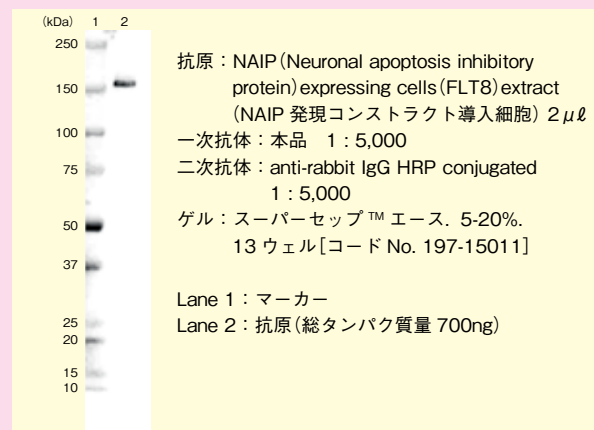 (kDa) 1 2
250
150
100
75
50
37
25
20
15
10
抗原：NAIP（Neuronal apoptosis inhibitory
protein）expressing cells（FLT8）extract
（NAIP 発現コンストラクト導入細胞）2μℓ
一次抗体：本品　1：5,000
二次抗体：anti-rabbit IgG HRP conjugated
1：5,000
ゲル：スーパーセップ™エース．5-20%.
13 ウェル［コード No. 197-15011］
Lane 1：マーカー
Lane 2：抗原（総タンパク質量 700ng）